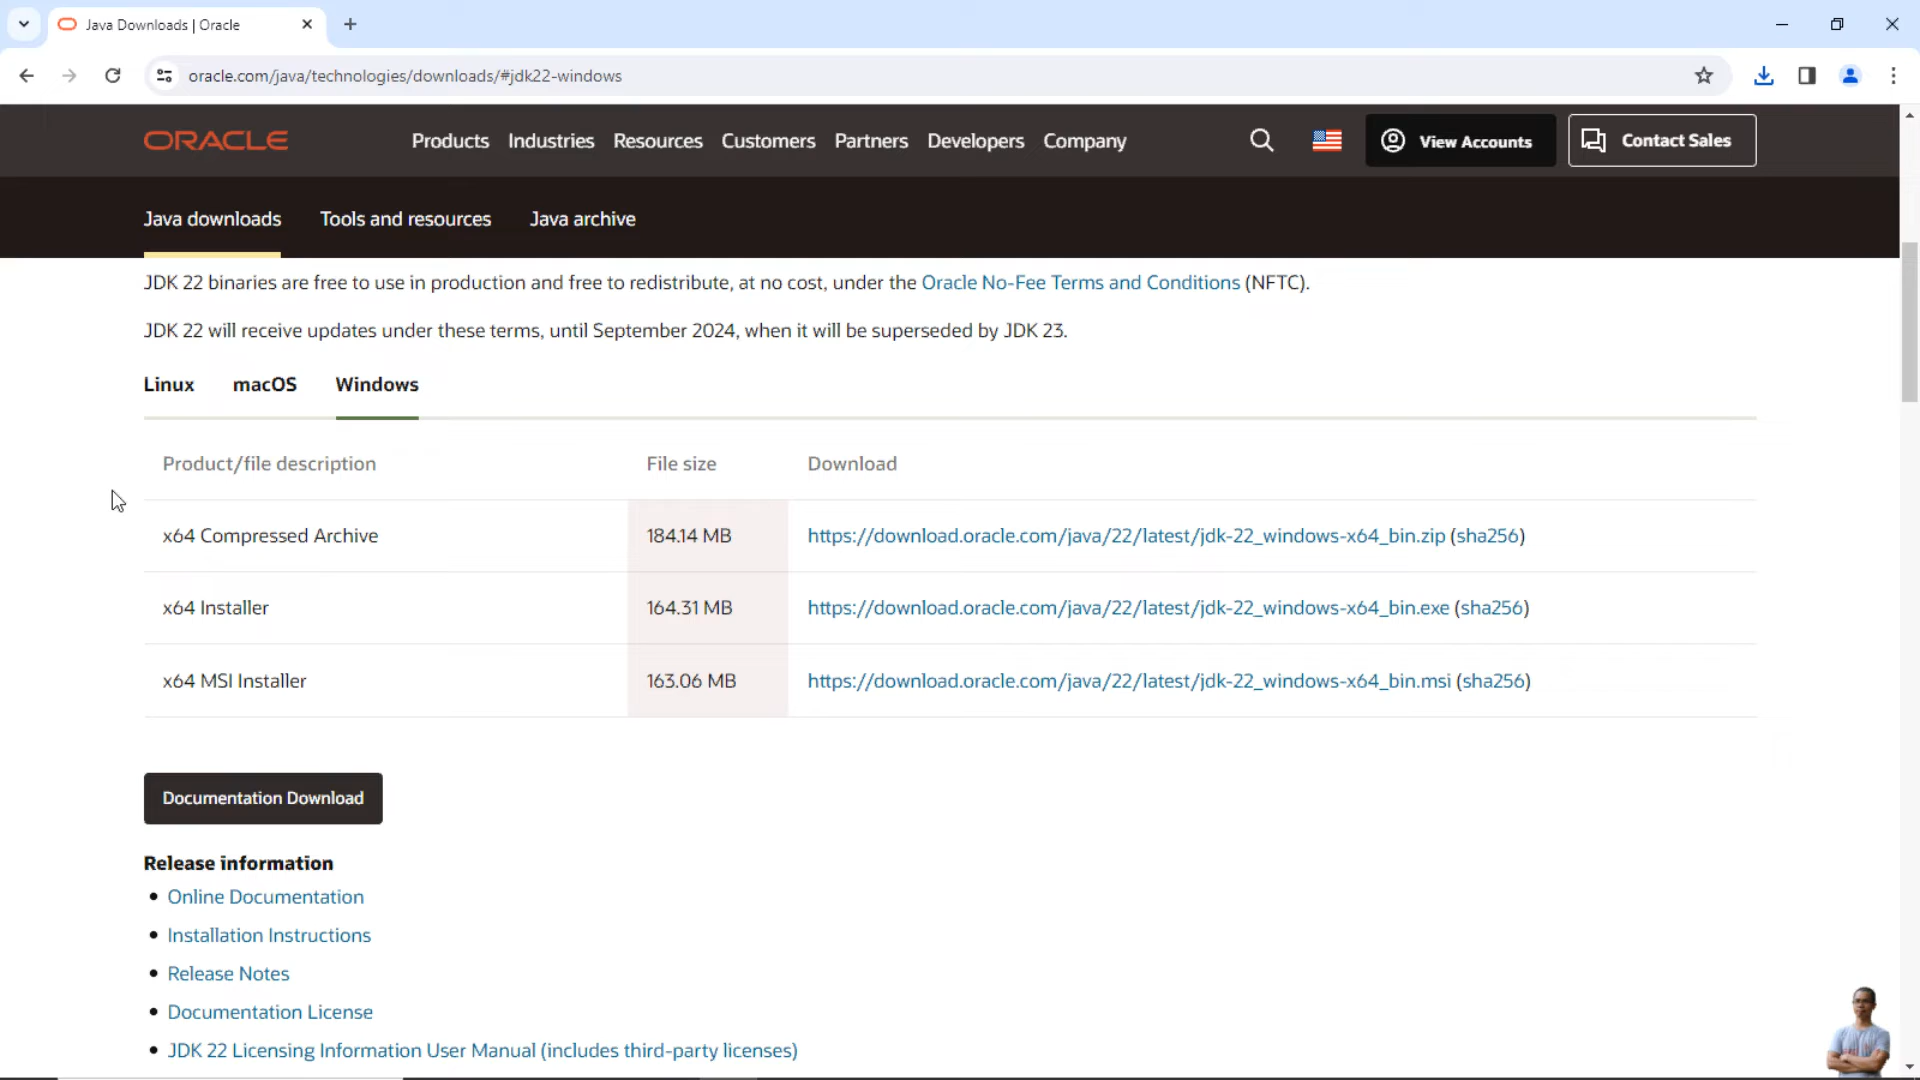 Java Downloads | Oracle
oracle.com/java/technologies/downloads/#jdk22-windows
ORACLE
Products Industries Resources Customers Partners Developers Company
View Accounts
Contact Sales
Java downloads Tools and resources Java archive
JDK 22 binaries are free to use in production and free to redistribute, at no cost, under the Oracle No-Fee Terms and Conditions (NFTC).
JDK 22 will receive updates under these terms, until September 2024, when it will be superseded by JDK 23.
Linux macOS Windows
Product/file description File size Download
x64 Compressed Archive 184.14 MB https://download.oracle.com/java/22/latest/jdk-22_windows-x64_bin.zip (sha256)
x64 Installer 164.31 MB https://download.oracle.com/java/22/latest/jdk-22_windows-x64_bin.exe (sha256)
x64 MSI Installer 163.06 MB https://download.oracle.com/java/22/latest/jdk-22_windows-x64_bin.msi (sha256)
Documentation Download
Release information
Online Documentation
Installation Instructions
Release Notes
Documentation License
JDK 22 Licensing Information User Manual (includes third-party licenses)